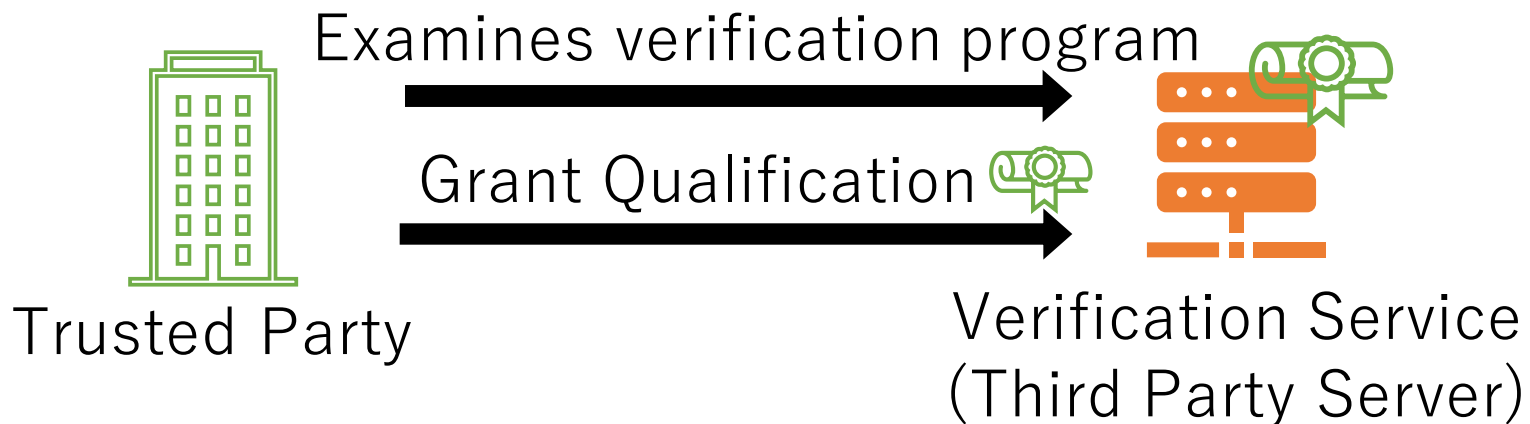 Examines verification program
Grant Qualification
Trusted Party
Verification Service
(Third Party Server)